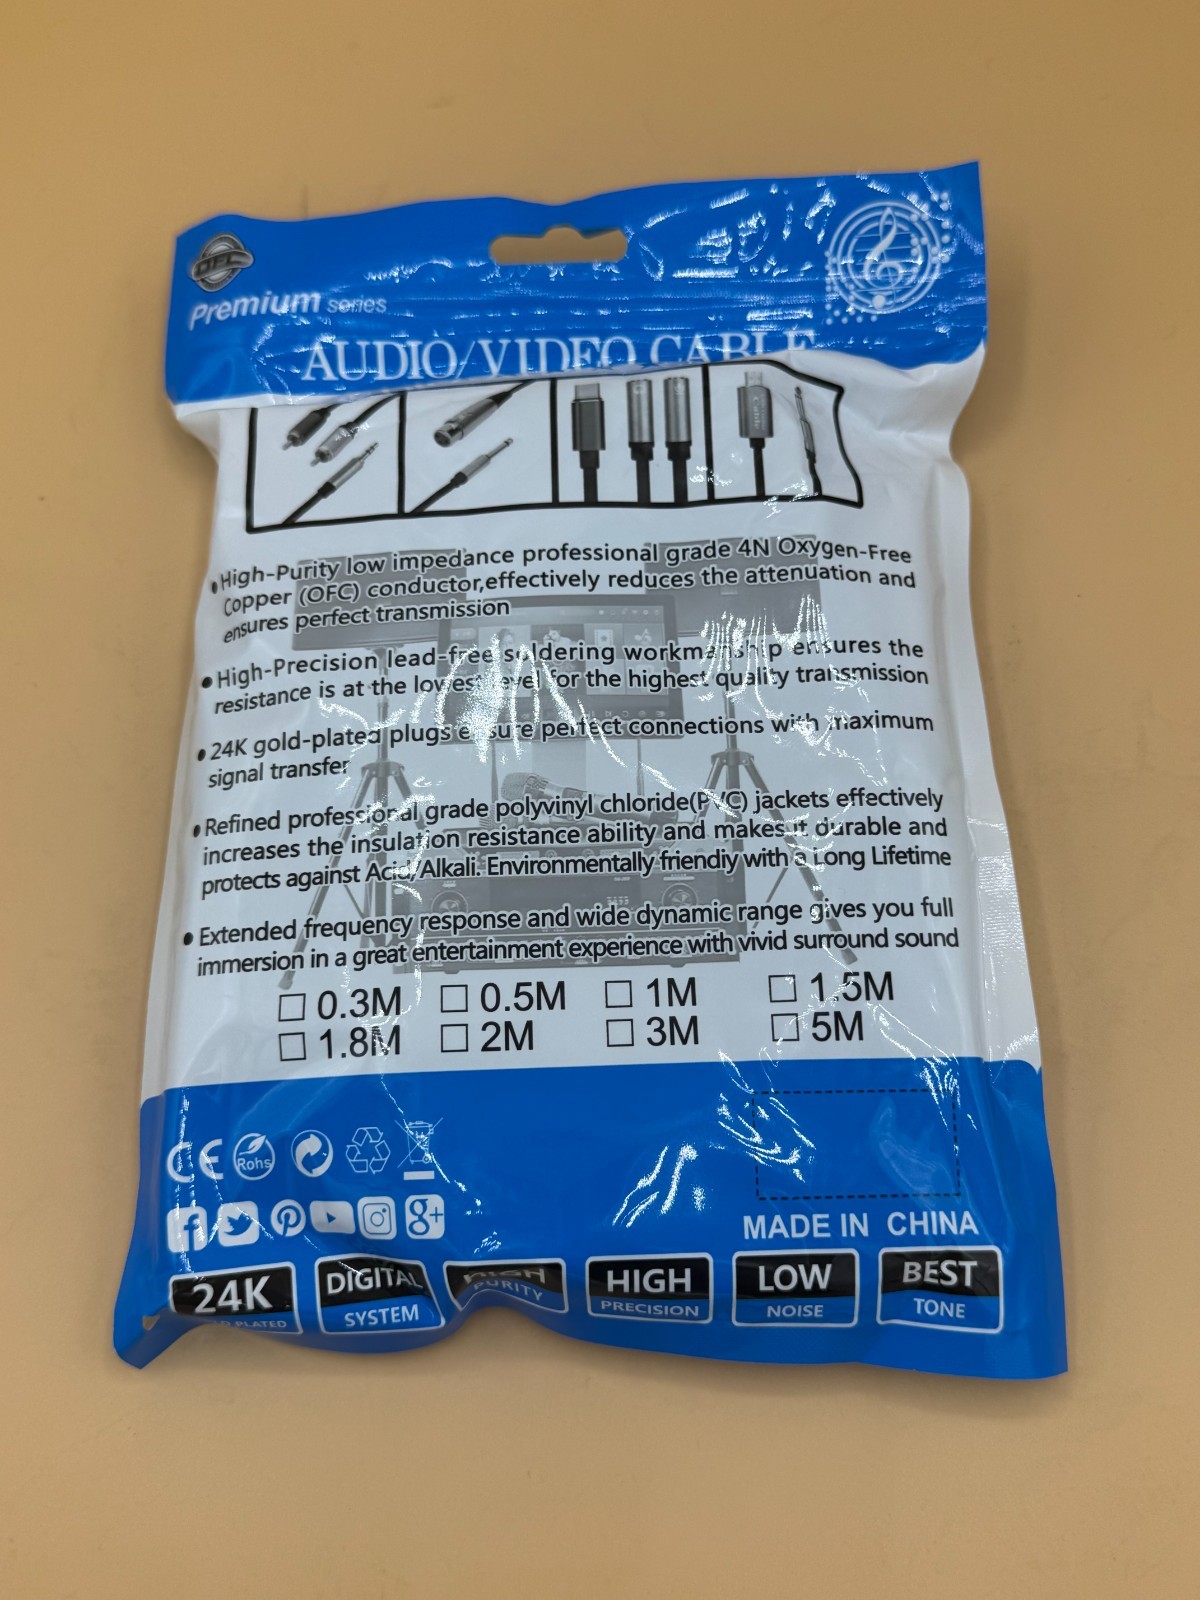 OFC
Premium series
AUDIO/VIDEO CABLE
•High-Purity low impedance professional grade 4N Oxygen-Free
Copper (OFC) conductor,effectively reduces the attenuation and
ensures perfect transmission
•High-Precision lead-free soldering workmanship ensures the
resistance is at the lowest level for the highest quality transmission
•24K gold-plated plugs ensure perfect connections with maximum
signal transfer
•Refined professional grade polyvinyl chloride(PVC) jackets effectively
increases the insulation resistance ability and makes it durable and
protects against Acid/Alkali. Environmentally friendiy with a Long Lifetime
•Extended frequency response and wide dynamic range gives you full
immersion in a great entertainment experience with vivid surround sound
0.3M 0.5M 1M 1.5M
1.8M 2M 3M 5M
CE Rohs
MADE IN CHINA
24K DIGITAL HIGH HIGH LOW BEST
PLATED SYSTEM PURITY PRECISION NOISE TONE